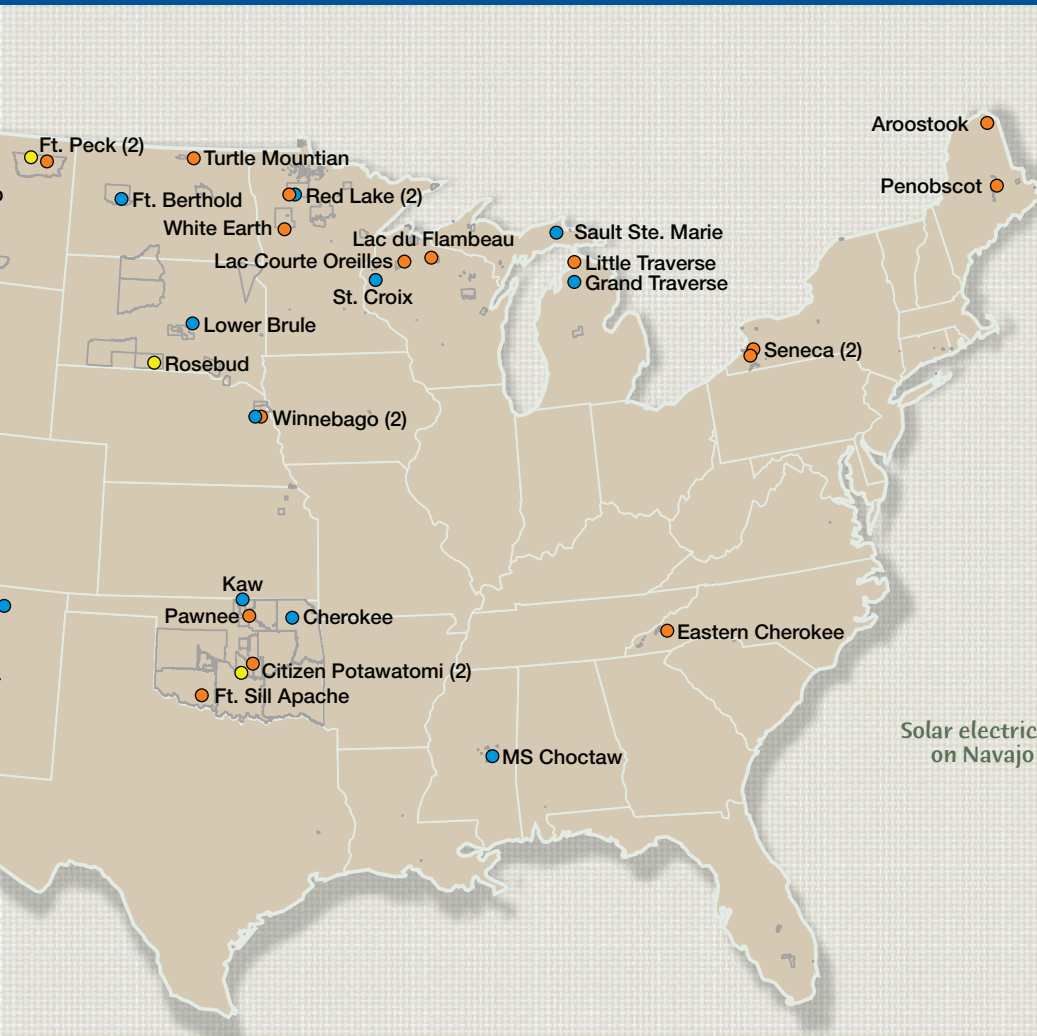 Aroostook
Ft. Peck (2)
Turtle Mountian
Penobscot
Ft. Berthold
Red Lake (2)
White Earth
Sault Ste. Marie
Lac du Flambeau
Lac Courte Oreilles
Little Traverse
Grand Traverse
St. Croix
Lower Brule
Seneca (2)
Rosebud
Winnebago (2)
Kaw
Pawnee
Cherokee
Eastern Cherokee
Citizen Potawatomi (2)
Ft. Sill Apache
Solar electric
on Navajo
MS Choctaw